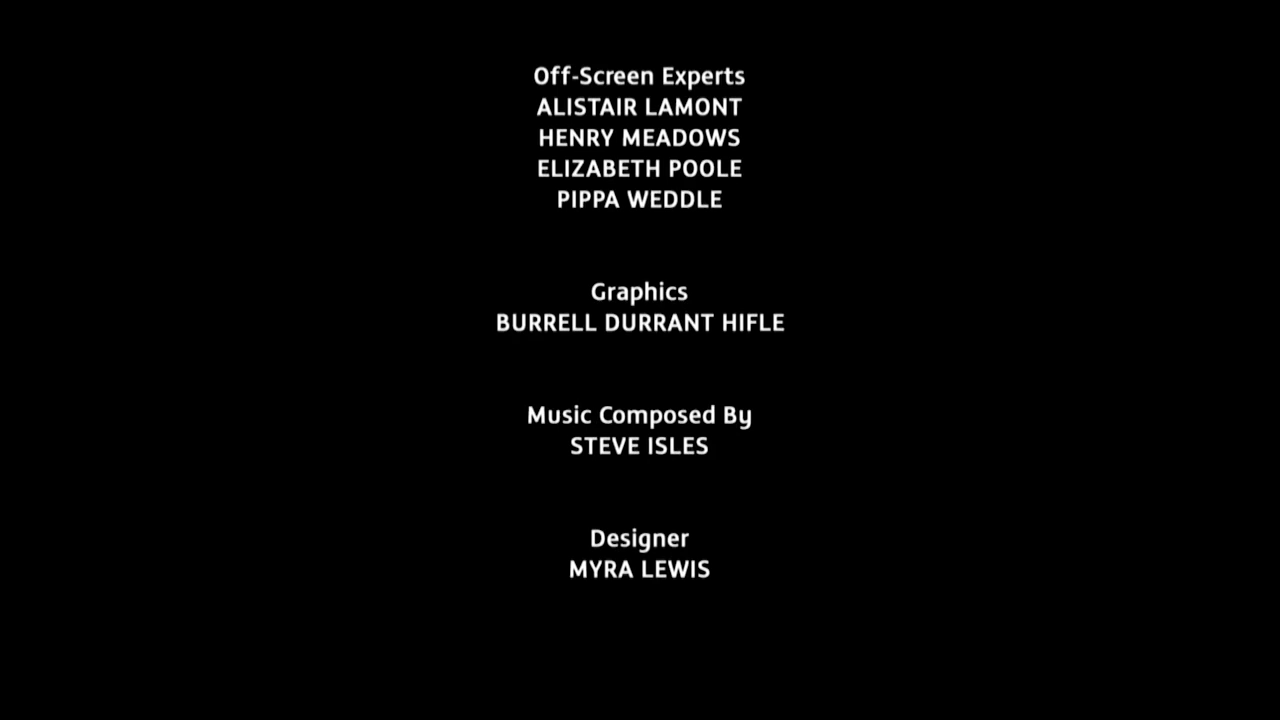 Off-Screen Experts
ALISTAIR LAMONT
HENRY MEADOWS
ELIZABETH POOLE
PIPPA WEDDLE
Graphics
BURRELL DURRANT HIFLE
Music Composed By
STEVE ISLES
Designer
MYRA LEWIS